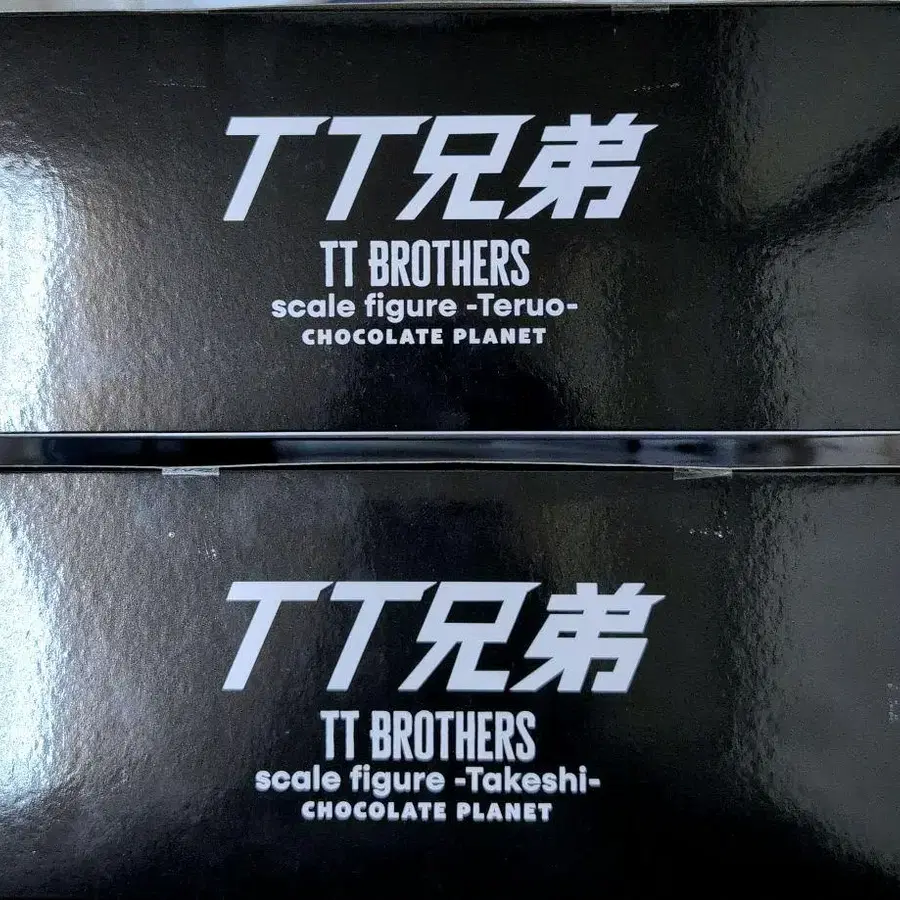 TT兄弟
TT BROTHERS
scale figure -Teruo-
CHOCOLATE PLANET
TT兄弟
TT BROTHERS
scale figure -Takeshi-
CHOCOLATE PLANET